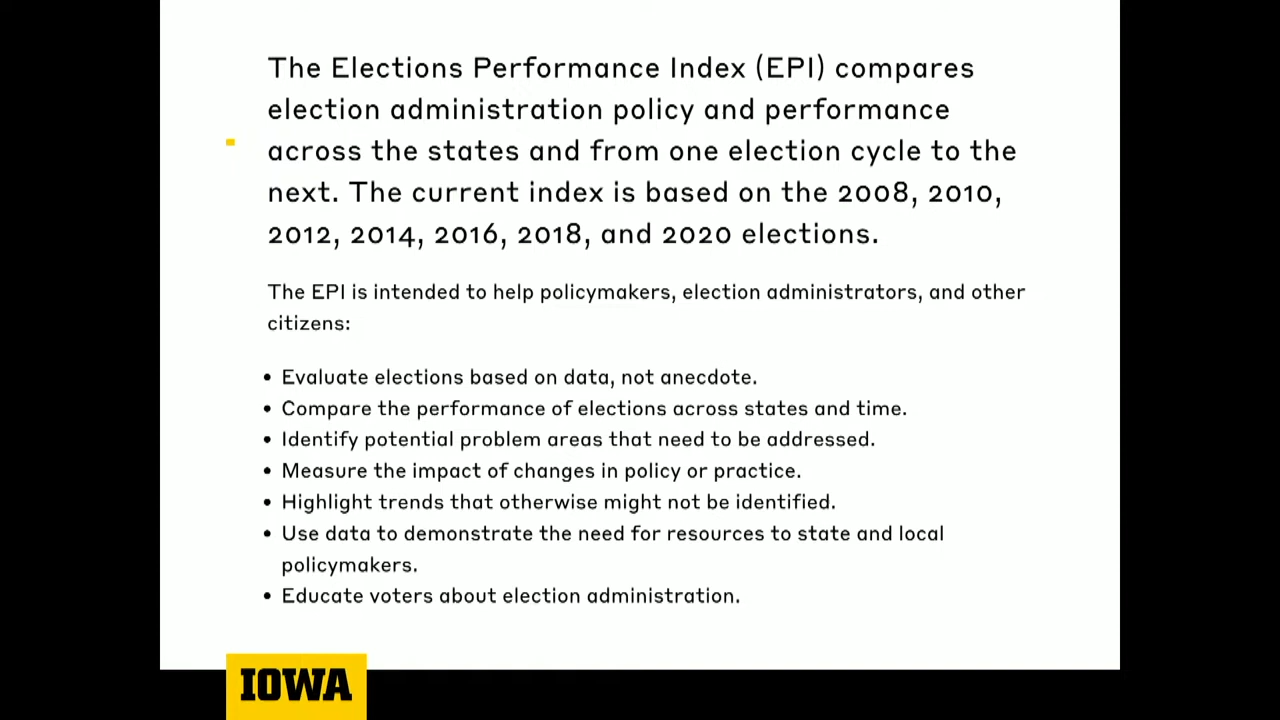 The Elections Performance Index (EPI) compares
election administration policy and performance
across the states and from one election cycle to the
next. The current index is based on the 2008, 2010,
2012, 2014, 2016, 2018, and 2020 elections.
The EPI is intended to help policymakers, election administrators, and other
citizens:
• Evaluate elections based on data, not anecdote.
• Compare the performance of elections across states and time.
• Identify potential problem areas that need to be addressed.
• Measure the impact of changes in policy or practice.
• Highlight trends that otherwise might not be identified.
• Use data to demonstrate the need for resources to state and local
policymakers.
• Educate voters about election administration.
IOWA